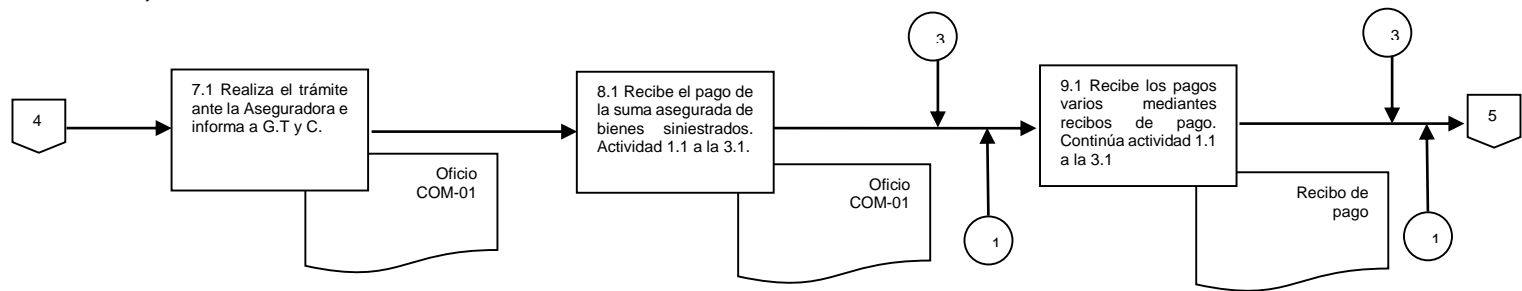 4
7.1 Realiza el trámite
ante la Aseguradora e
informa a G.T y C.
Oficio
COM-01
8.1 Recibe el pago de
la suma asegurada de
bienes siniestrados.
Actividad 1.1 a la 3.1.
Oficio
COM-01
3
1
9.1 Recibe los pagos
varios mediantes
recibos de pago.
Continúa actividad 1.1
a la 3.1
Recibo de
pago
3
1
5